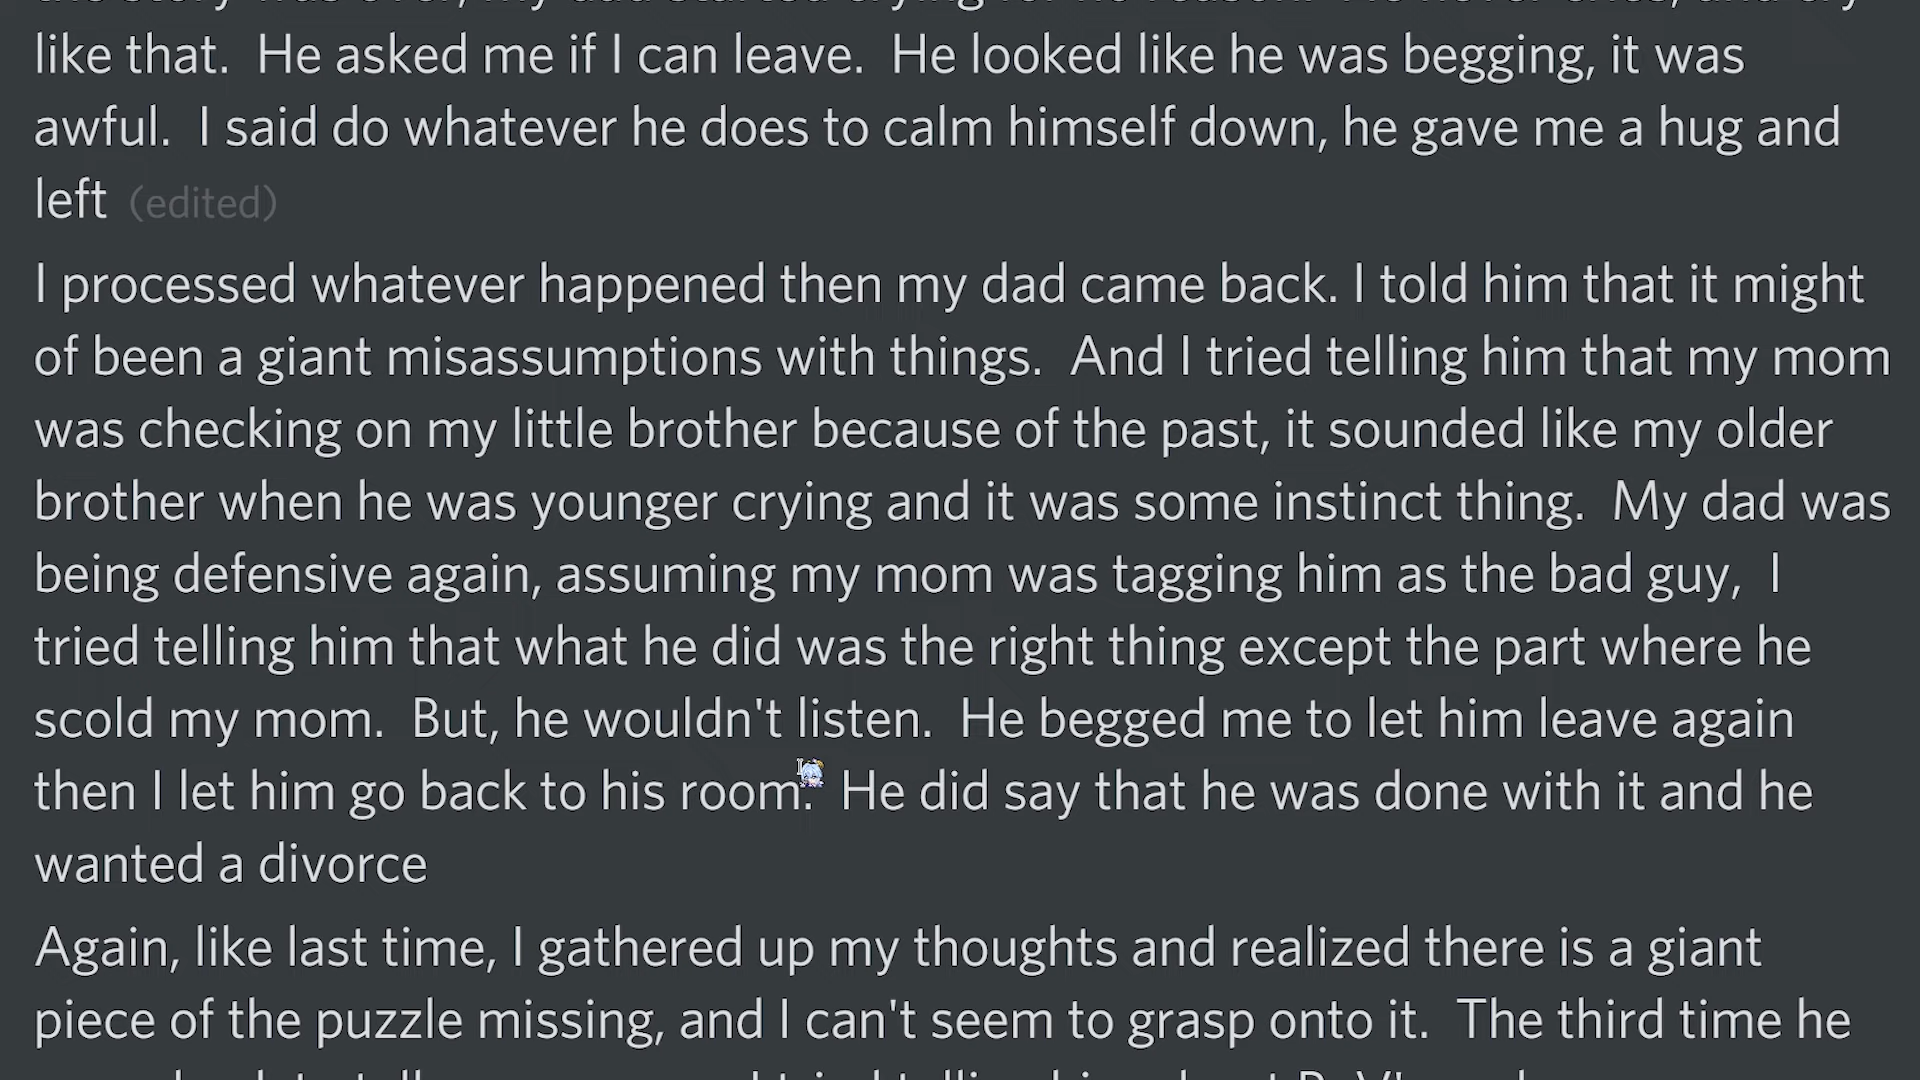 like that.  He asked me if I can leave.  He looked like he was begging, it was
awful.  I said do whatever he does to calm himself down, he gave me a hug and
left (edited)
I processed whatever happened then my dad came back. I told him that it might
of been a giant misassumptions with things.  And I tried telling him that my mom
was checking on my little brother because of the past, it sounded like my older
brother when he was younger crying and it was some instinct thing.  My dad was
being defensive again, assuming my mom was tagging him as the bad guy,  I
tried telling him that what he did was the right thing except the part where he
scold my mom.  But, he wouldn't listen.  He begged me to let him leave again
then I let him go back to his room.  He did say that he was done with it and he
wanted a divorce
Again, like last time, I gathered up my thoughts and realized there is a giant
piece of the puzzle missing, and I can't seem to grasp onto it.  The third time he